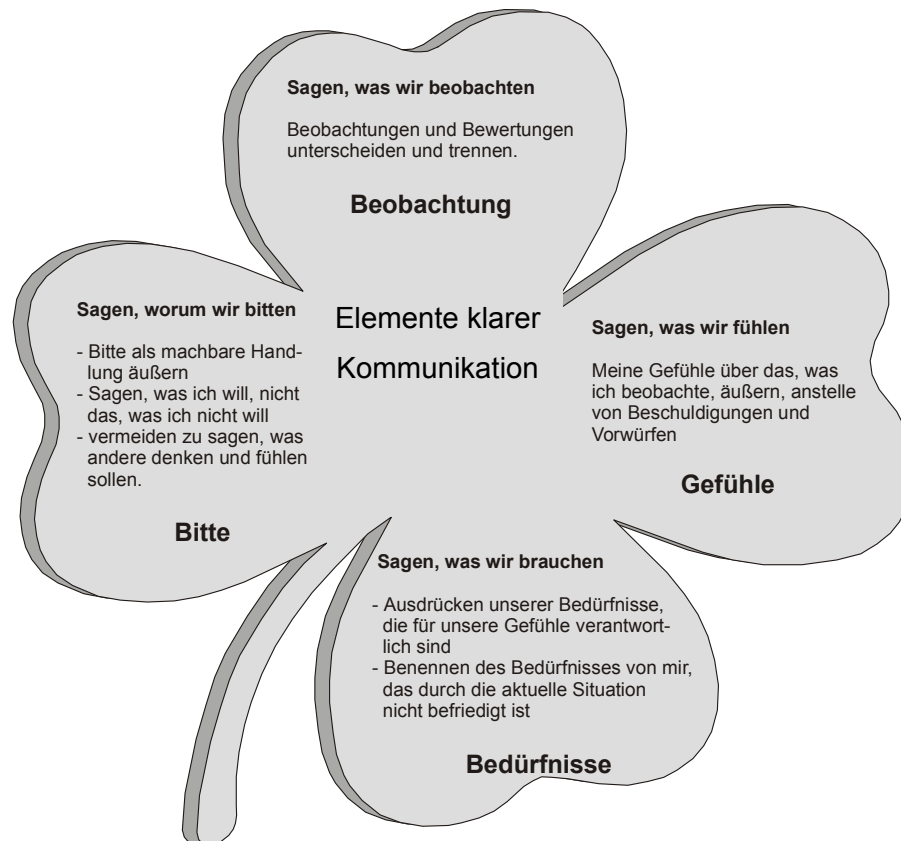 Sagen, was wir beobachten
Beobachtungen und Bewertungen
unterscheiden und trennen.
Beobachtung
Elemente klarer
Kommunikation
Sagen, worum wir bitten
- Bitte als machbare Hand-
lung äußern
- Sagen, was ich will, nicht
das, was ich nicht will
- vermeiden zu sagen, was
andere denken und fühlen
sollen.
Bitte
Sagen, was wir fühlen
Meine Gefühle über das, was
ich beobachte, äußern, anstelle
von Beschuldigungen und
Vorwürfen
Gefühle
Sagen, was wir brauchen
- Ausdrücken unserer Bedürfnisse,
die für unsere Gefühle verantwort-
lich sind
- Benennen des Bedürfnisses von mir,
das durch die aktuelle Situation
nicht befriedigt ist
Bedürfnisse